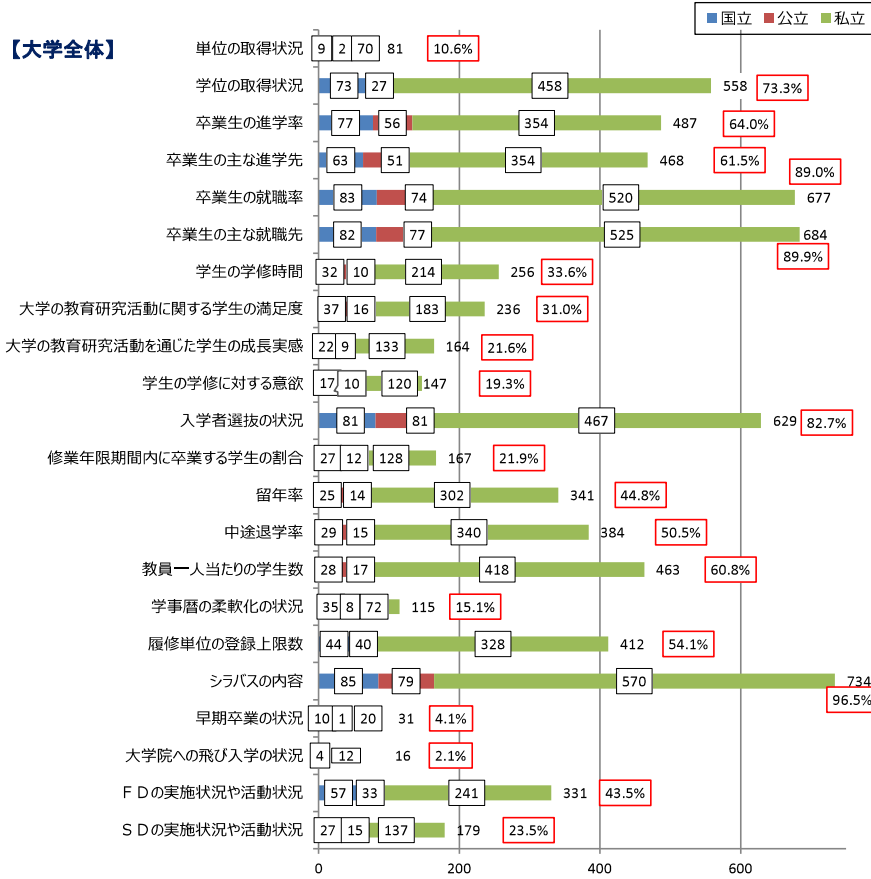 国立 公立 私立
【大学全体】
単位の取得状況 9 2 70 81 10.6%
学位の取得状況 73 27 458 558 73.3%
卒業生の進学率 77 56 354 487 64.0%
卒業生の主な進学先 63 51 354 468 61.5%
89.0%
卒業生の就職率 83 74 520 677
卒業生の主な就職先 82 77 525 684
89.9%
学生の学修時間 32 10 214 256 33.6%
大学の教育研究活動に関する学生の満足度 37 16 183 236 31.0%
大学の教育研究活動を通じた学生の成長実感 22 9 133 164 21.6%
学生の学修に対する意欲 17 10 120 147 19.3%
入学者選抜の状況 81 81 467 629 82.7%
修業年限期間内に卒業する学生の割合 27 12 128 167 21.9%
留年率 25 14 302 341 44.8%
中途退学率 29 15 340 384 50.5%
教員一人当たりの学生数 28 17 418 463 60.8%
学事暦の柔軟化の状況 35 8 72 115 15.1%
履修単位の登録上限数 44 40 328 412 54.1%
シラバスの内容 85 79 570 734
96.5%
早期卒業の状況 10 1 20 31 4.1%
大学院への飛び入学の状況 4 12 16 2.1%
ＦＤの実施状況や活動状況 57 33 241 331 43.5%
ＳＤの実施状況や活動状況 27 15 137 179 23.5%
0 200 400 600